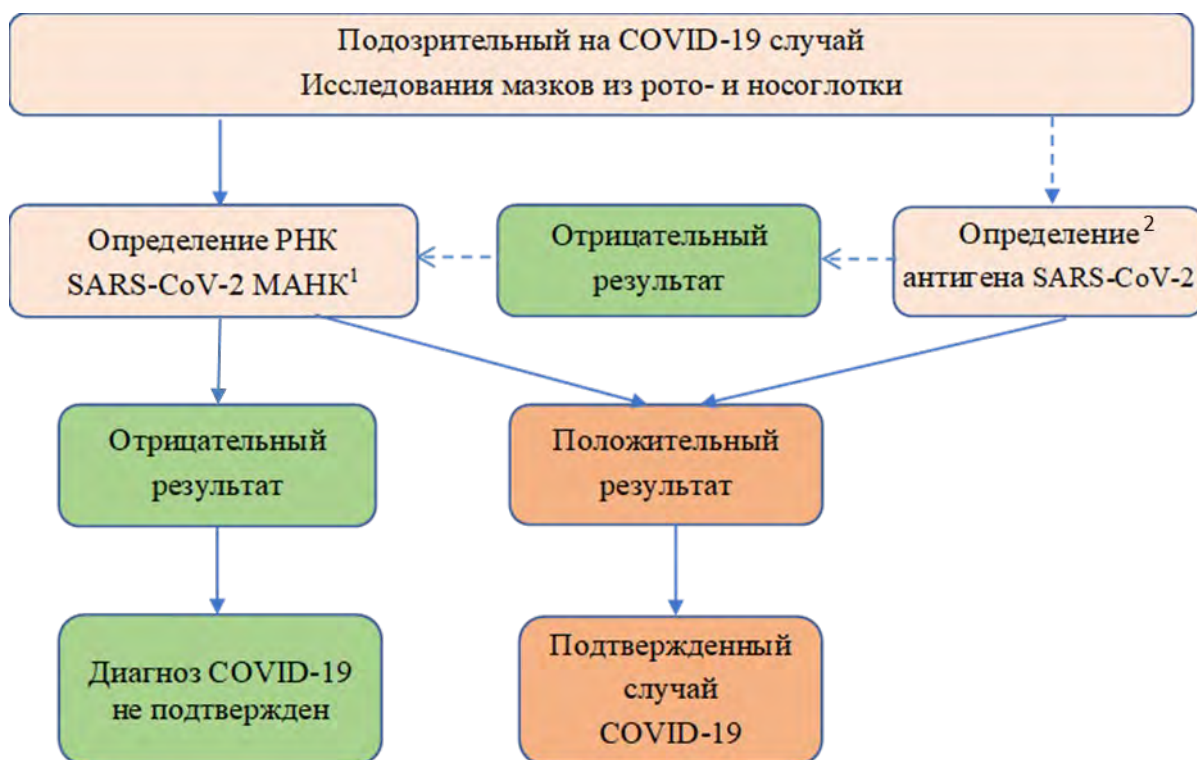 Подозрительный на COVID-19 случай
Исследования мазков из рото- и носоглотки
Определение РНК
SARS-CoV-2 МАНК¹
Отрицательный
результат
Определение²
антигена SARS-CoV-2
Отрицательный
результат
Положительный
результат
Диагноз COVID-19
не подтвержден
Подтвержденный
случай
COVID-19